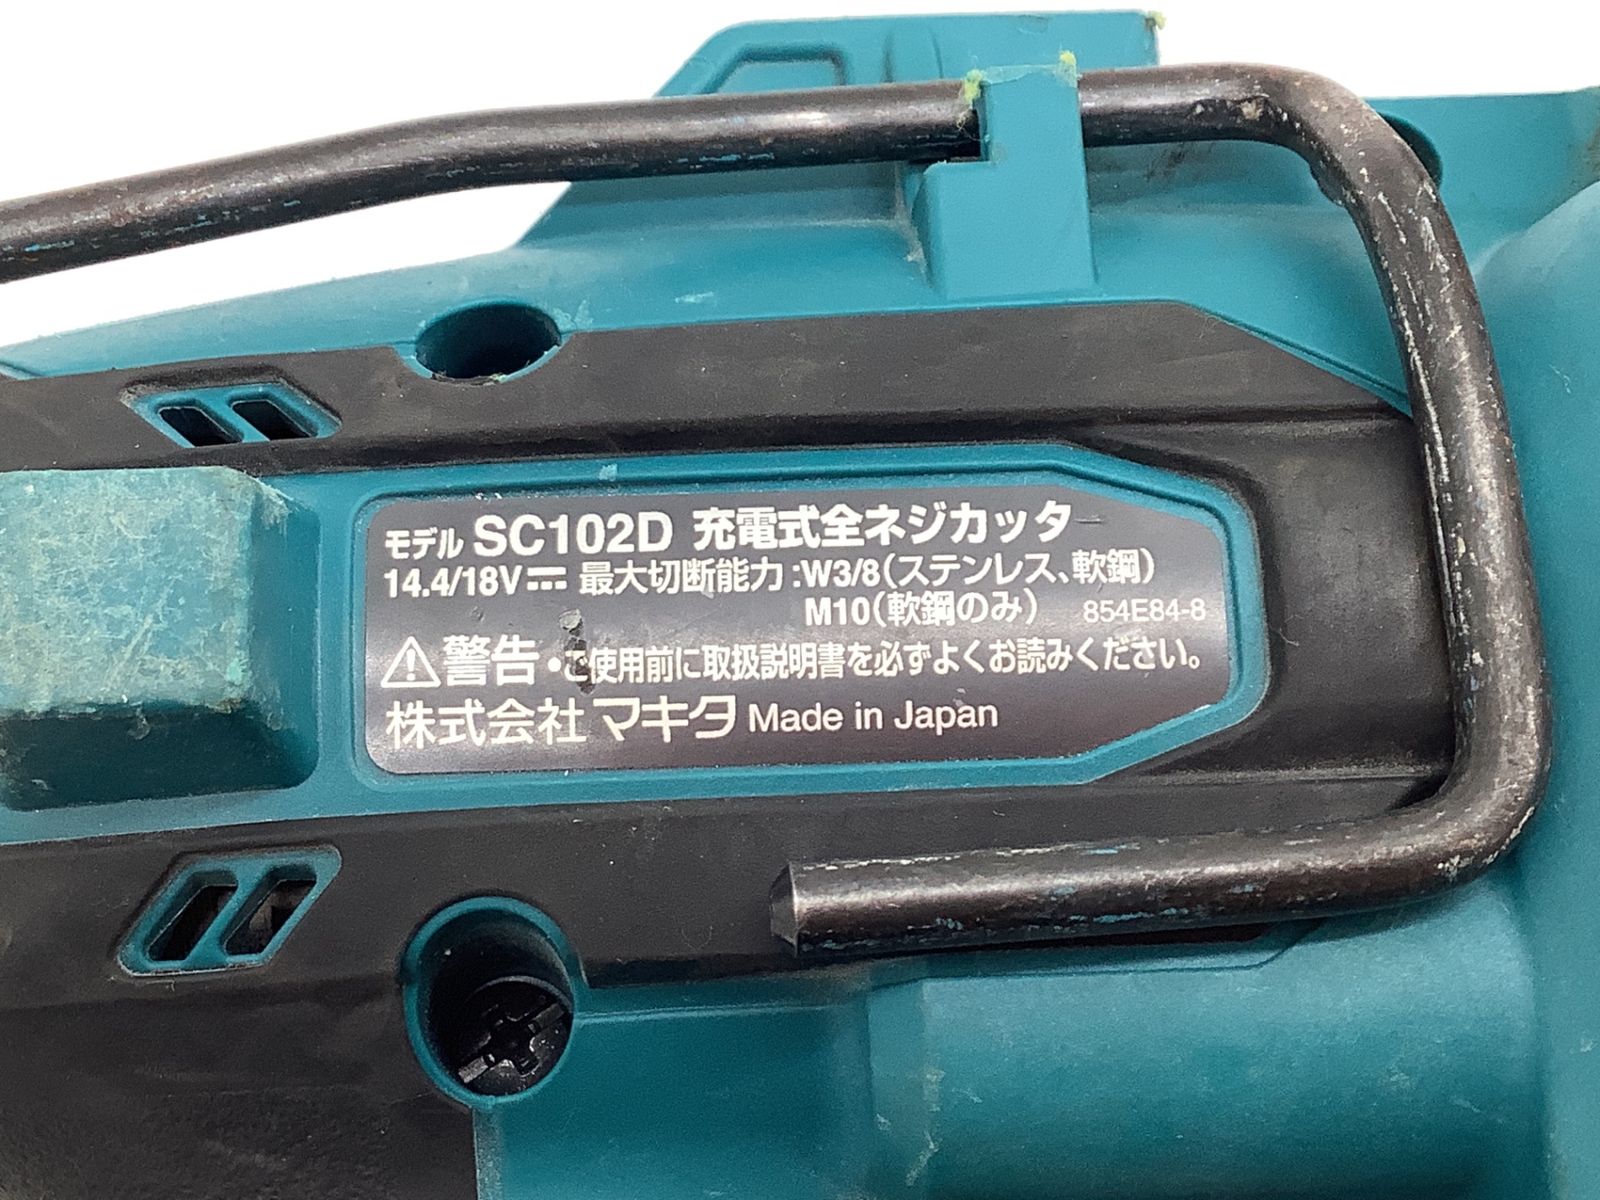 モデル SC102D 充電式全ネジカッタ
14.4/18V⎓ 最大切断能力:W3/8(ステンレス、軟鋼)
M10(軟鋼のみ) 854E84-8
⚠警告・ご使用前に取扱説明書を必ずよくお読みください。
株式会社マキタ Made in Japan